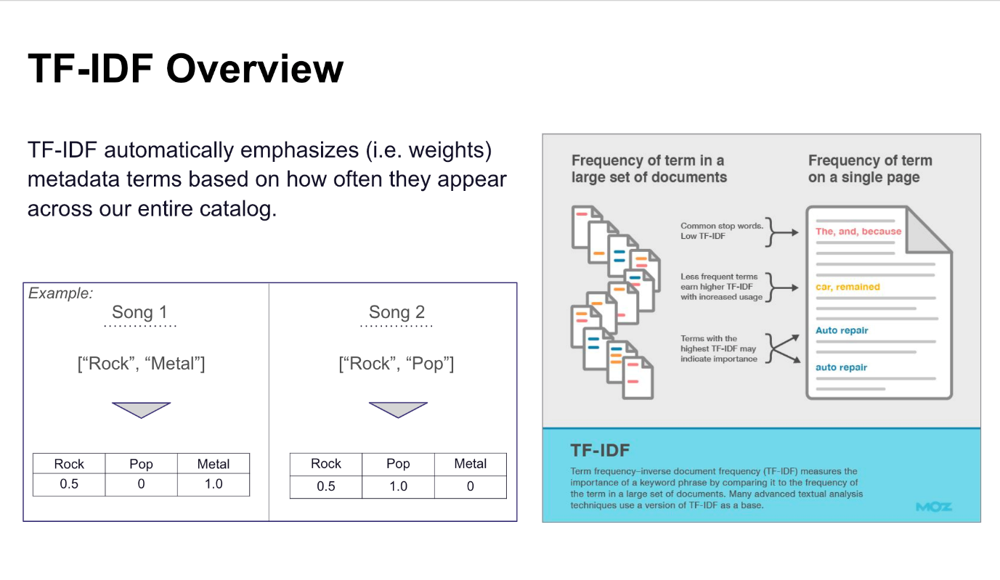 TF-IDF Overview
TF-IDF automatically emphasizes (i.e. weights)
metadata terms based on how often they appear
across our entire catalog.
Example:
Song 1
[“Rock”, “Metal”]
Rock Pop Metal
0.5 0 1.0
Song 2
[“Rock”, “Pop”]
Rock Pop Metal
0.5 1.0 0
Frequency of term in a
large set of documents
Frequency of term
on a single page
Common stop words.
Low TF-IDF
The, and, because
Less frequent terms
earn higher TF-IDF
with increased usage
car, remained
Terms with the
highest TF-IDF may
indicate importance
Auto repair
auto repair
TF-IDF
Term frequency–inverse document frequency (TF-IDF) measures the
importance of a keyword phrase by comparing it to the frequency of
the term in a large set of documents. Many advanced textual analysis
techniques use a version of TF-IDF as a base.
MOZ